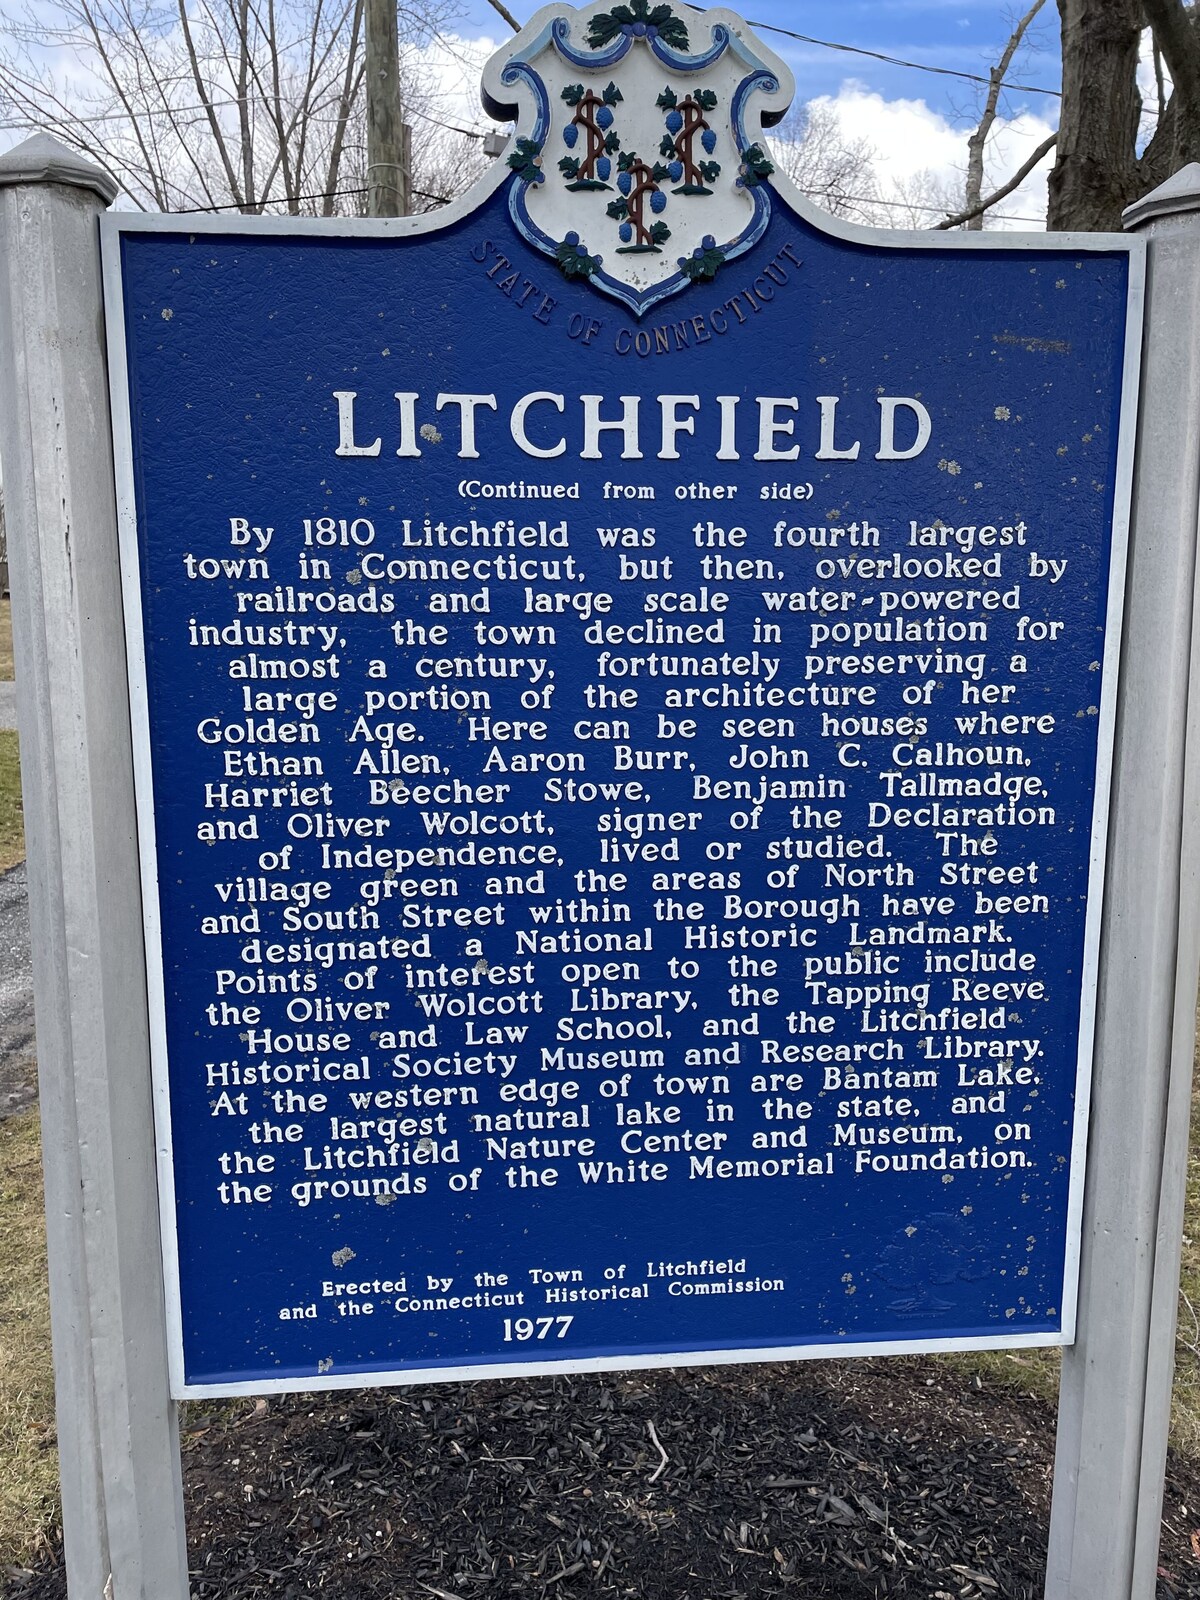 STATE OF CONNECTICUT
LITCHFIELD
(Continued from other side)
By 1810 Litchfield was the fourth largest
town in Connecticut, but then, overlooked by
railroads and large scale water-powered
industry, the town declined in population for
almost a century, fortunately preserving a
large portion of the architecture of her
Golden Age. Here can be seen houses where
Ethan Allen, Aaron Burr, John C. Calhoun,
Harriet Beecher Stowe, Benjamin Tallmadge,
and Oliver Wolcott, signer of the Declaration
of Independence, lived or studied. The
village green and the areas of North Street
and South Street within the Borough have been
designated a National Historic Landmark.
Points of interest open to the public include
the Oliver Wolcott Library, the Tapping Reeve
House and Law School, and the Litchfield
Historical Society Museum and Research Library.
At the western edge of town are Bantam Lake,
the largest natural lake in the state, and
the Litchfield Nature Center and Museum, on
the grounds of the White Memorial Foundation.
Erected by the Town of Litchfield
and the Connecticut Historical Commission
1977